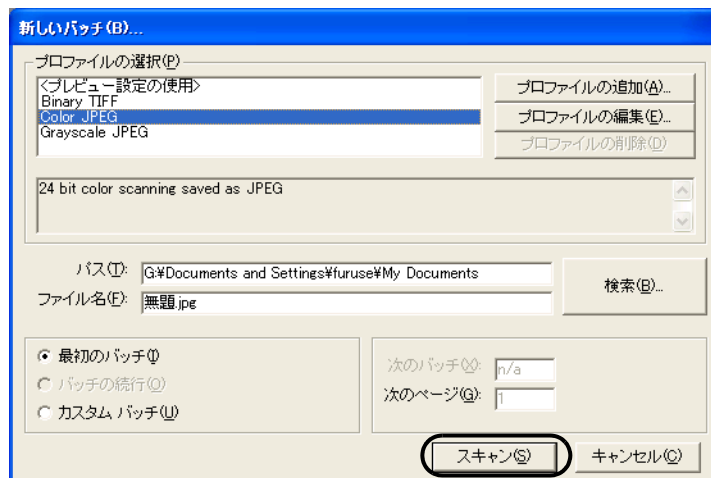 新しいバッチ(B)...
プロファイルの選択(P)
<プレビュー設定の使用>
Binary TIFF
Color JPEG
Grayscale JPEG
プロファイルの追加(A)...
プロファイルの編集(E)...
プロファイルの削除(D)
24 bit color scanning saved as JPEG
パス(T): G:¥Documents and Settings¥furuse¥My Documents
ファイル名(F): 無題.jpg
検索(B)...
最初のバッチ(I)
バッチの続行(O)
カスタム バッチ(U)
次のバッチ(X): n/a
次のページ(G): 1
スキャン(S)
キャンセル(C)